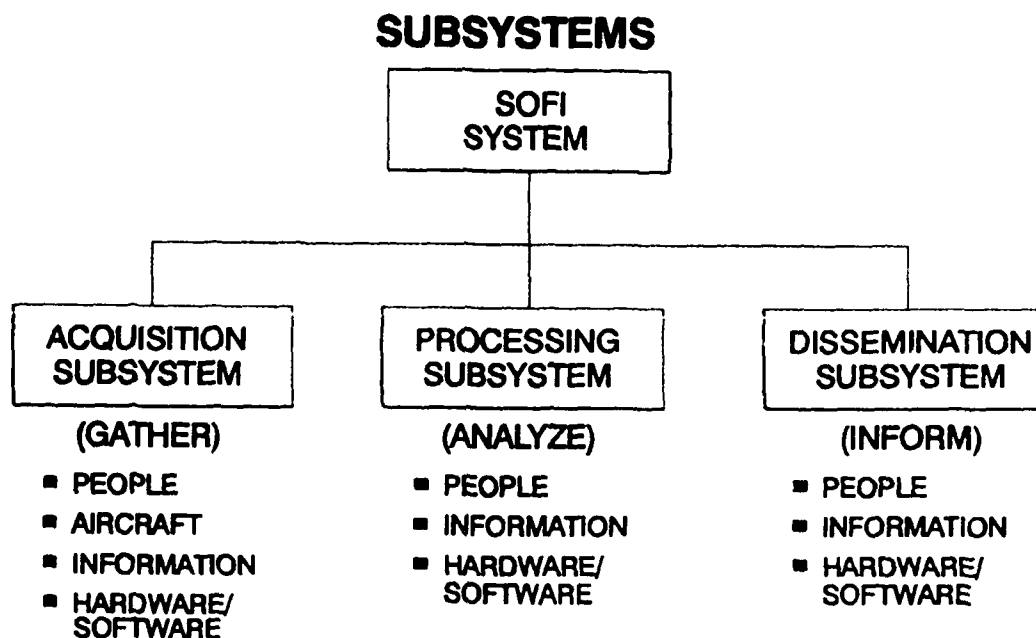 SUBSYSTEMS
SOFI
SYSTEM
ACQUISITION
SUBSYSTEM
(GATHER)
■ PEOPLE
■ AIRCRAFT
■ INFORMATION
■ HARDWARE/
SOFTWARE
PROCESSING
SUBSYSTEM
(ANALYZE)
■ PEOPLE
■ INFORMATION
■ HARDWARE/
SOFTWARE
DISSEMINATION
SUBSYSTEM
(INFORM)
■ PEOPLE
■ INFORMATION
■ HARDWARE/
SOFTWARE